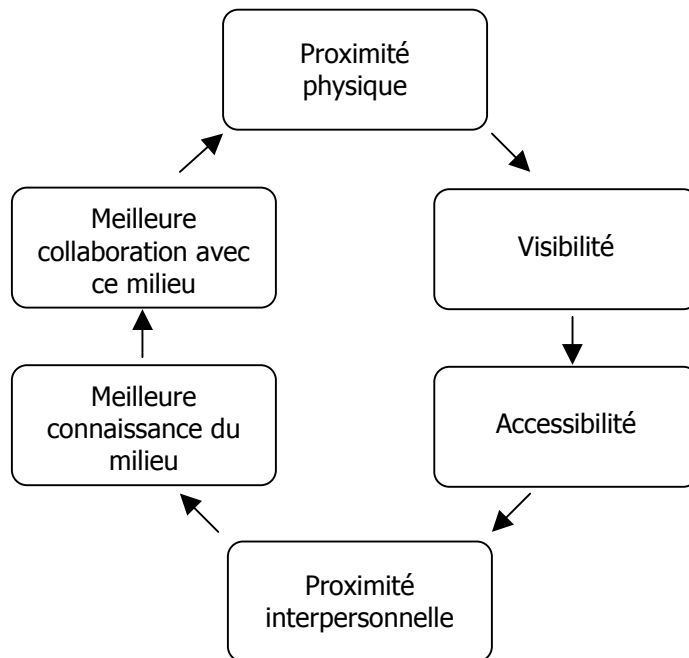 Proximité
physique
Visibilité
Accessibilité
Proximité
interpersonnelle
Meilleure
connaissance du
milieu
Meilleure
collaboration avec
ce milieu